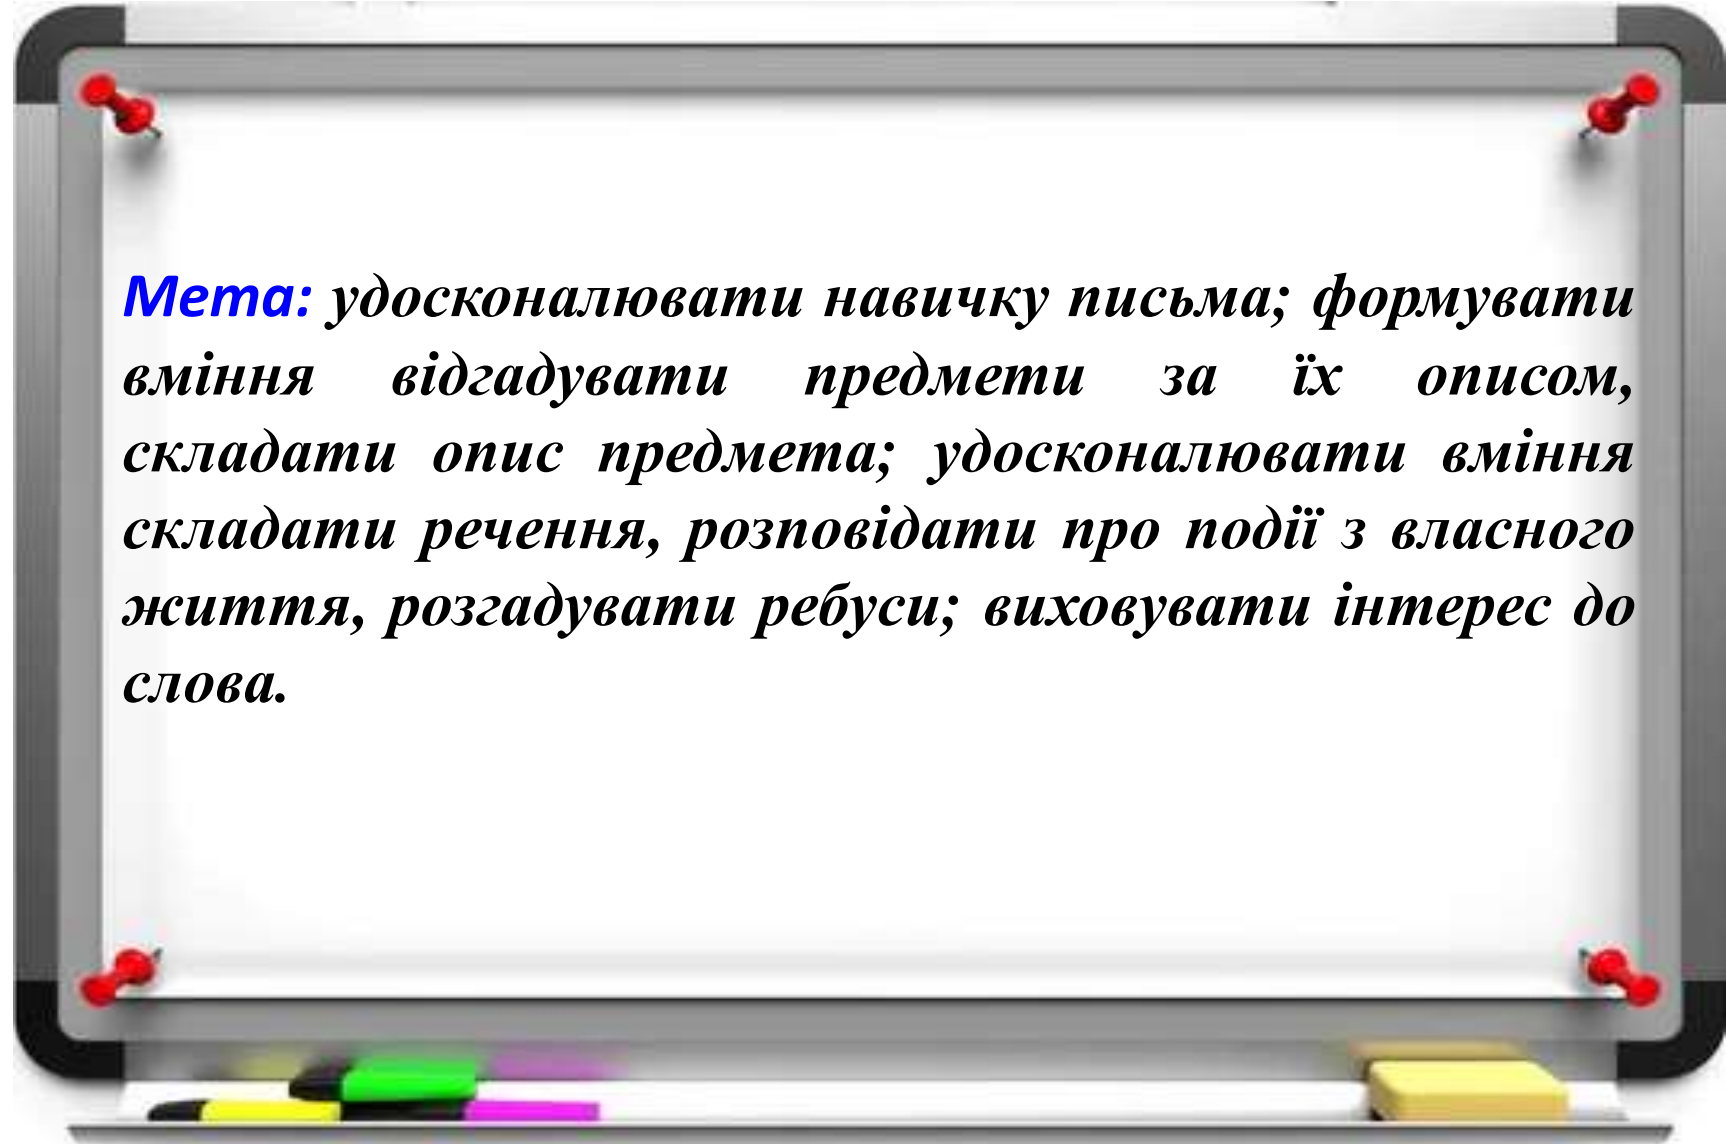 Мета: удосконалювати навичку письма; формувати
вміння відгадувати предмети за їх описом,
складати опис предмета; удосконалювати вміння
складати речення, розповідати про події з власного
життя, розгадувати ребуси; виховувати інтерес до
слова.